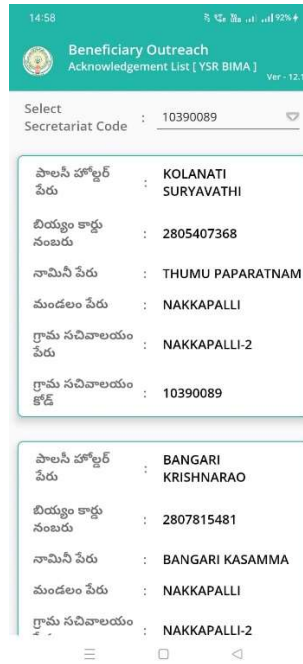 14:58
92%
Beneficiary Outreach
Acknowledgement List [ YSR BIMA ]
Ver - 12.1
Select
Secretariat Code : 10390089
పాలసీ హోల్డర్
పేరు : KOLANATI
SURYAVATHI
బియ్యం కార్డు
నంబరు : 2805407368
నామినీ పేరు : THUMU PAPARATNAM
మండలం పేరు : NAKKAPALLI
గ్రామ సచివాలయం
పేరు : NAKKAPALLI-2
గ్రామ సచివాలయం
కోడ్ : 10390089
పాలసీ హోల్డర్
పేరు : BANGARI
KRISHNARAO
బియ్యం కార్డు
నంబరు : 2807815481
నామినీ పేరు : BANGARI KASAMMA
మండలం పేరు : NAKKAPALLI
గ్రామ సచివాలయం
: NAKKAPALLI-2